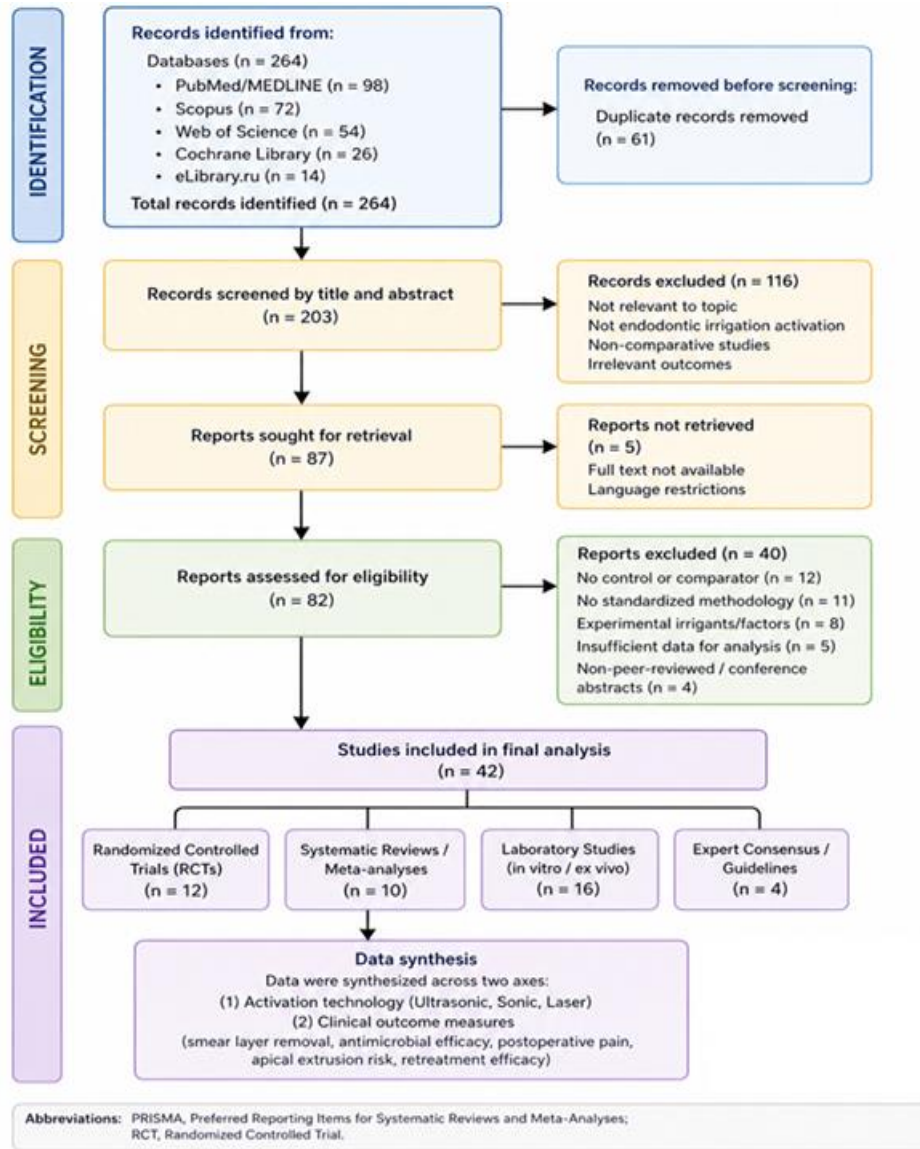 IDENTIFICATION
Records identified from:
Databases (n = 264)
• PubMed/MEDLINE (n = 98)
• Scopus (n = 72)
• Web of Science (n = 54)
• Cochrane Library (n = 26)
• eLibrary.ru (n = 14)
Total records identified (n = 264)
Records removed before screening:
Duplicate records removed
(n = 61)
SCREENING
Records screened by title and abstract
(n = 203)
Records excluded (n = 116)
Not relevant to topic
Not endodontic irrigation activation
Non-comparative studies
Irrelevant outcomes
Reports sought for retrieval
(n = 87)
Reports not retrieved
(n = 5)
Full text not available
Language restrictions
ELIGIBILITY
Reports assessed for eligibility
(n = 82)
Reports excluded (n = 40)
No control or comparator (n = 12)
No standardized methodology (n = 11)
Experimental irrigants/factors (n = 8)
Insufficient data for analysis (n = 5)
Non-peer-reviewed / conference
abstracts (n = 4)
INCLUDED
Studies included in final analysis
(n = 42)
Randomized Controlled
Trials (RCTs)
(n = 12)
Systematic Reviews /
Meta-analyses
(n = 10)
Laboratory Studies
(in vitro / ex vivo)
(n = 16)
Expert Consensus /
Guidelines
(n = 4)
Data synthesis
Data were synthesized across two axes:
(1) Activation technology (Ultrasonic, Sonic, Laser)
(2) Clinical outcome measures
(smear layer removal, antimicrobial efficacy, postoperative pain,
apical extrusion risk, retreatment efficacy)
Abbreviations: PRISMA, Preferred Reporting Items for Systematic Reviews and Meta-Analyses;
RCT, Randomized Controlled Trial.